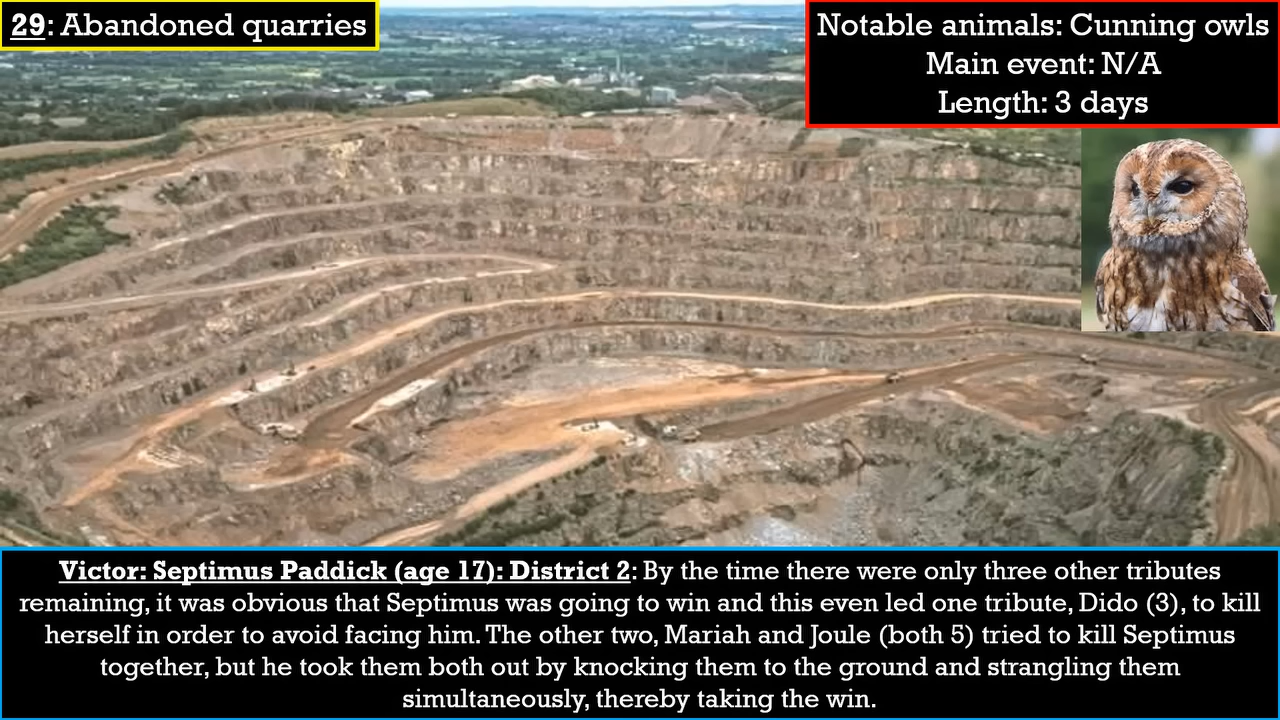 29: Abandoned quarries
Notable animals: Cunning owls
Main event: N/A
Length: 3 days
Victor: Septimus Paddick (age 17): District 2: By the time there were only three other tributes
remaining, it was obvious that Septimus was going to win and this even led one tribute, Dido (3), to kill
herself in order to avoid facing him. The other two, Mariah and Joule (both 5) tried to kill Septimus
together, but he took them both out by knocking them to the ground and strangling them
simultaneously, thereby taking the win.